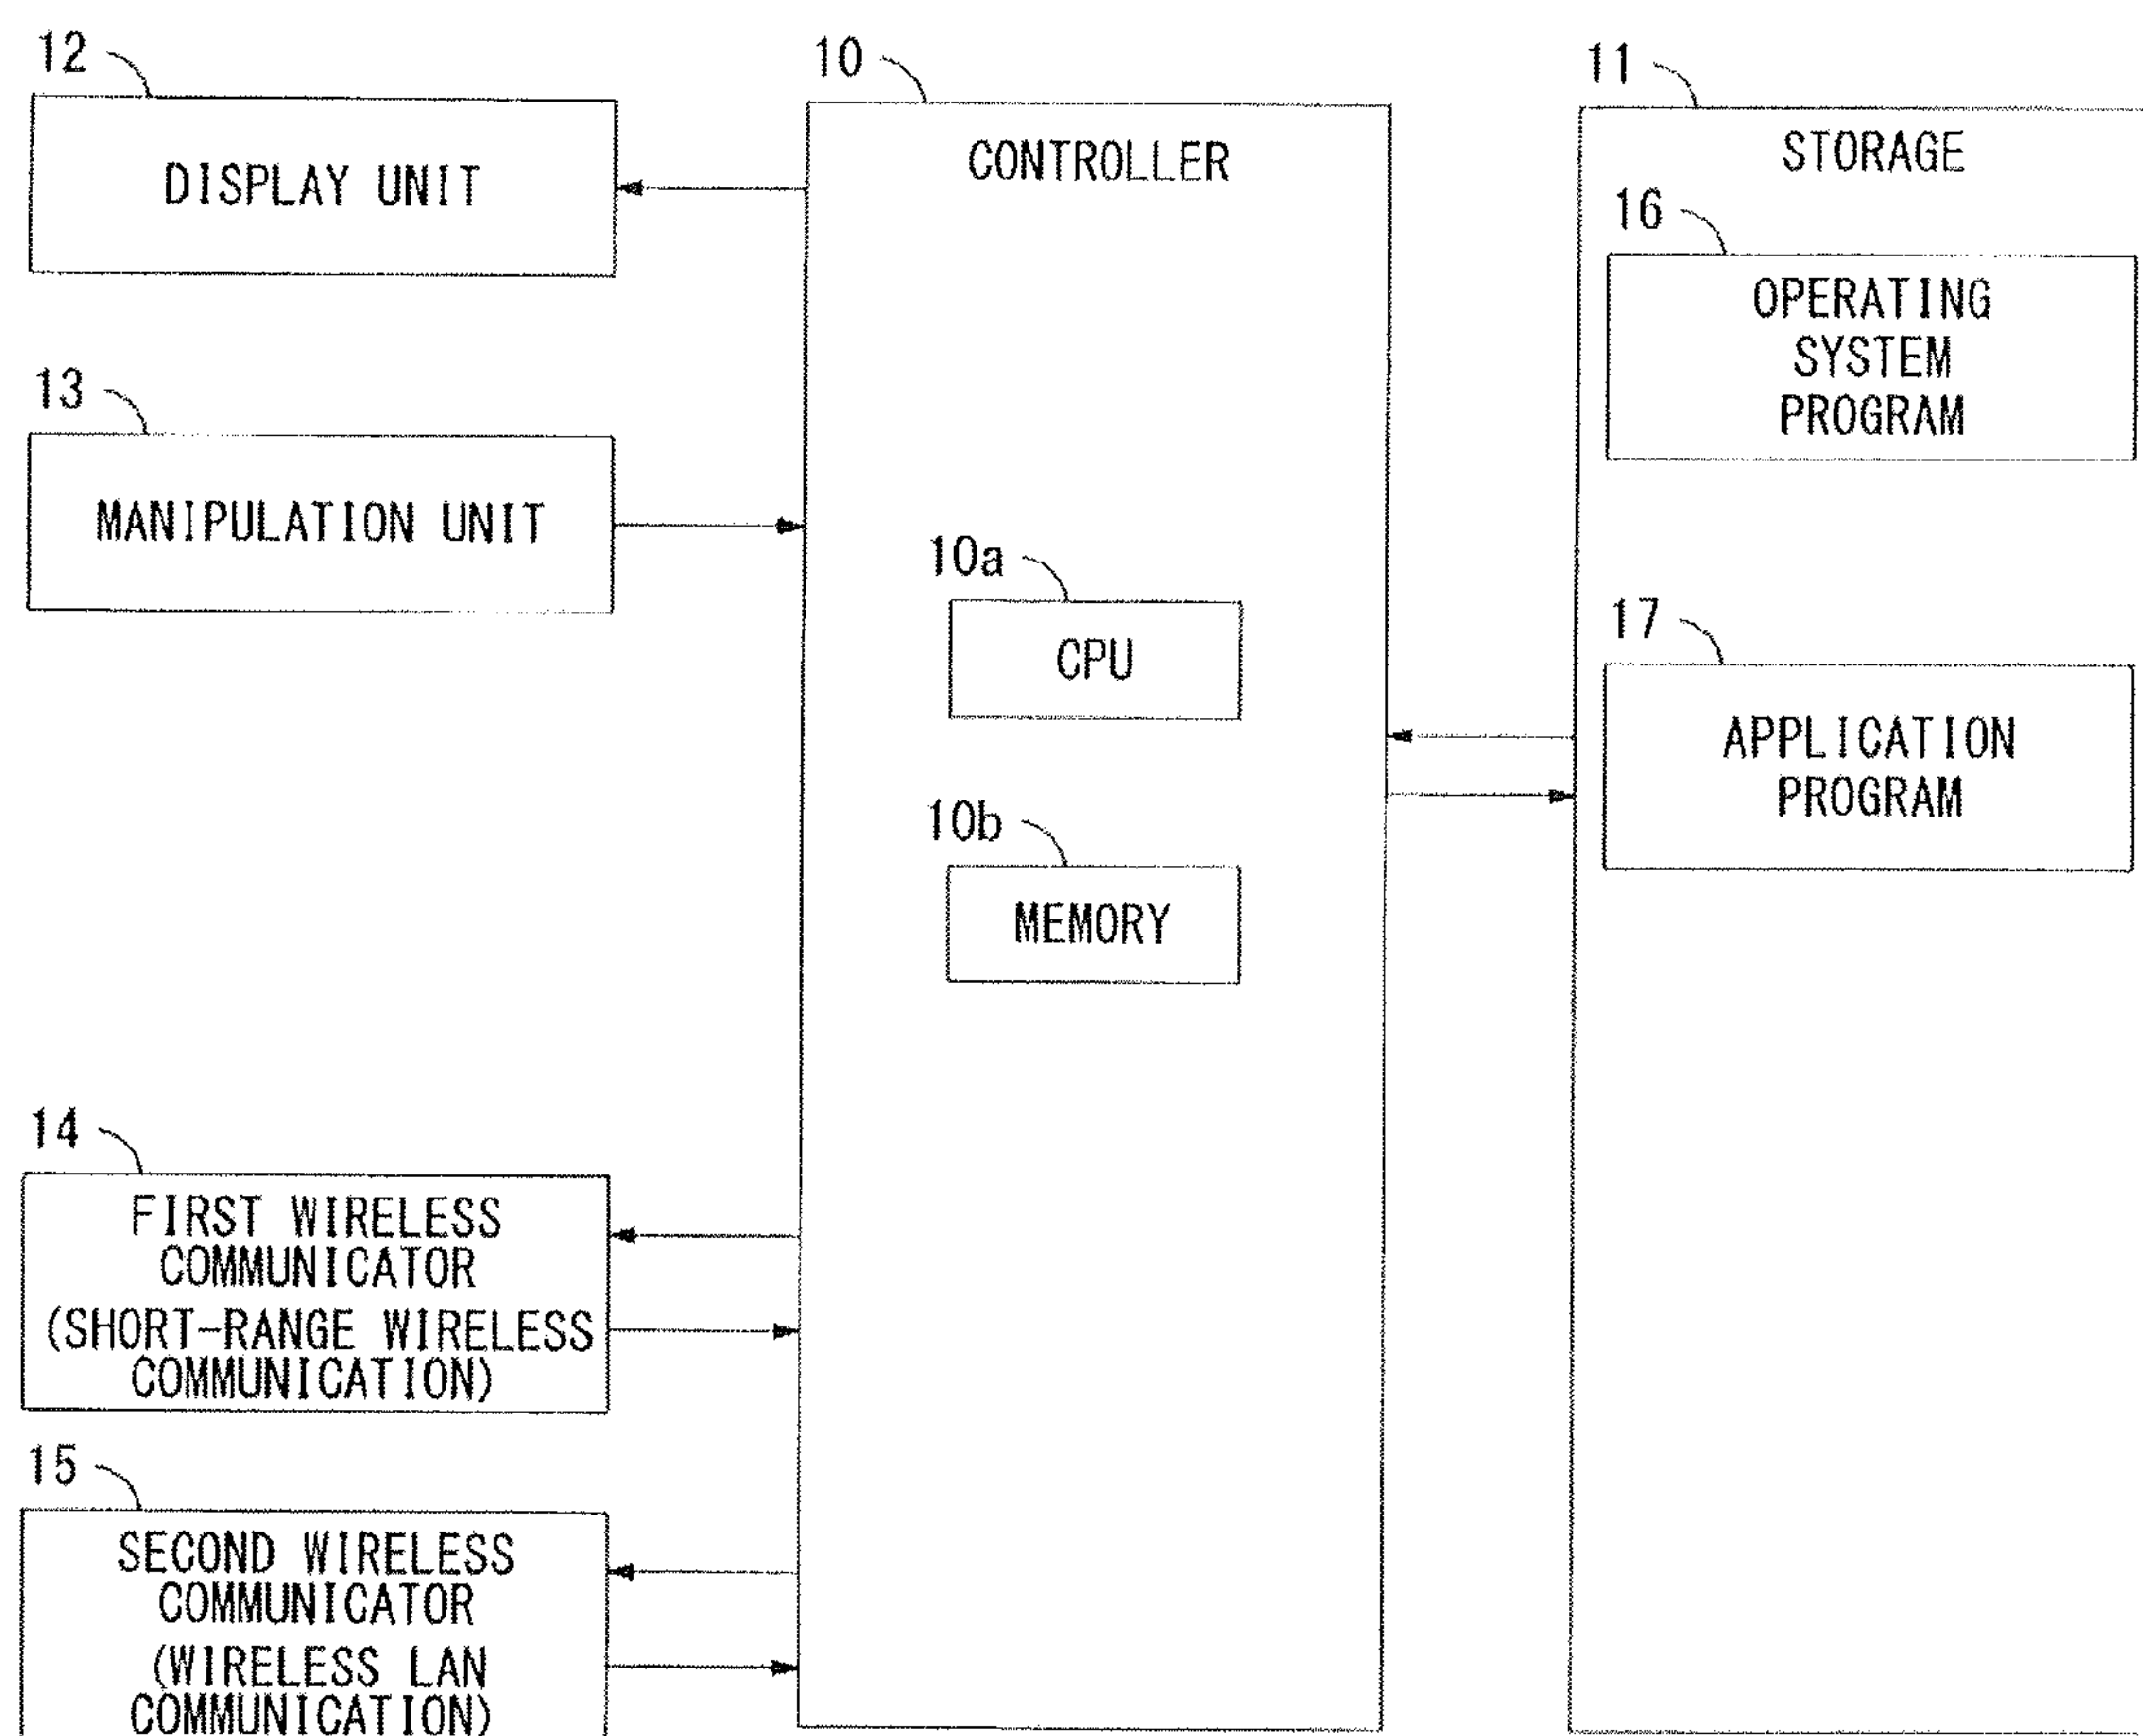 12
DISPLAY UNIT
13
MANIPULATION UNIT
14
FIRST WIRELESS
COMMUNICATOR
(SHORT-RANGE WIRELESS
COMMUNICATION)
15
SECOND WIRELESS
COMMUNICATOR
(WIRELESS LAN
COMMUNICATION)
10
CONTROLLER
10a
CPU
10b
MEMORY
11
STORAGE
16
OPERATING
SYSTEM
PROGRAM
17
APPLICATION
PROGRAM